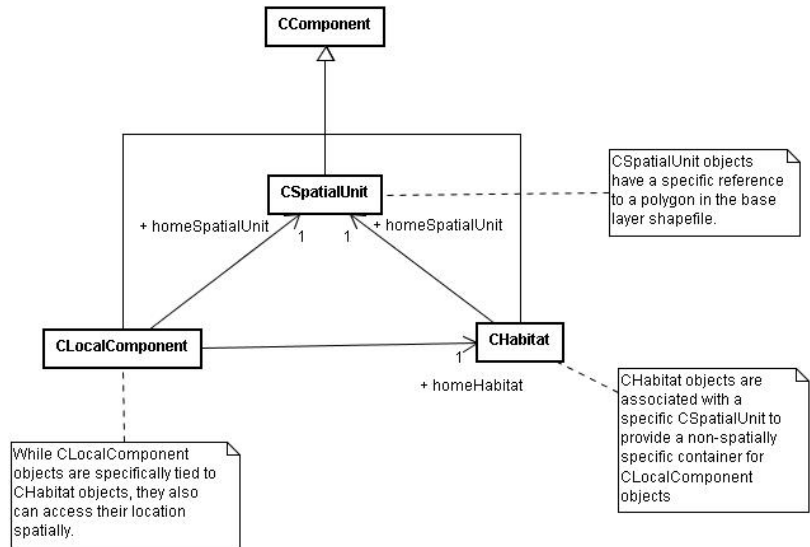 CComponent
CSpatialUnit
CSpatialUnit objects
have a specific reference
to a polygon in the base
layer shapefile.
+ homeSpatialUnit
1
1
+ homeSpatialUnit
CLocalComponent
CHabitat
1
+ homeHabitat
While CLocalComponent
objects are specifically tied to
CHabitat objects, they also
can access their location
spatially.
CHabitat objects are
associated with a
specific CSpatialUnit to
provide a non-spatially
specific container for
CLocalComponent
objects